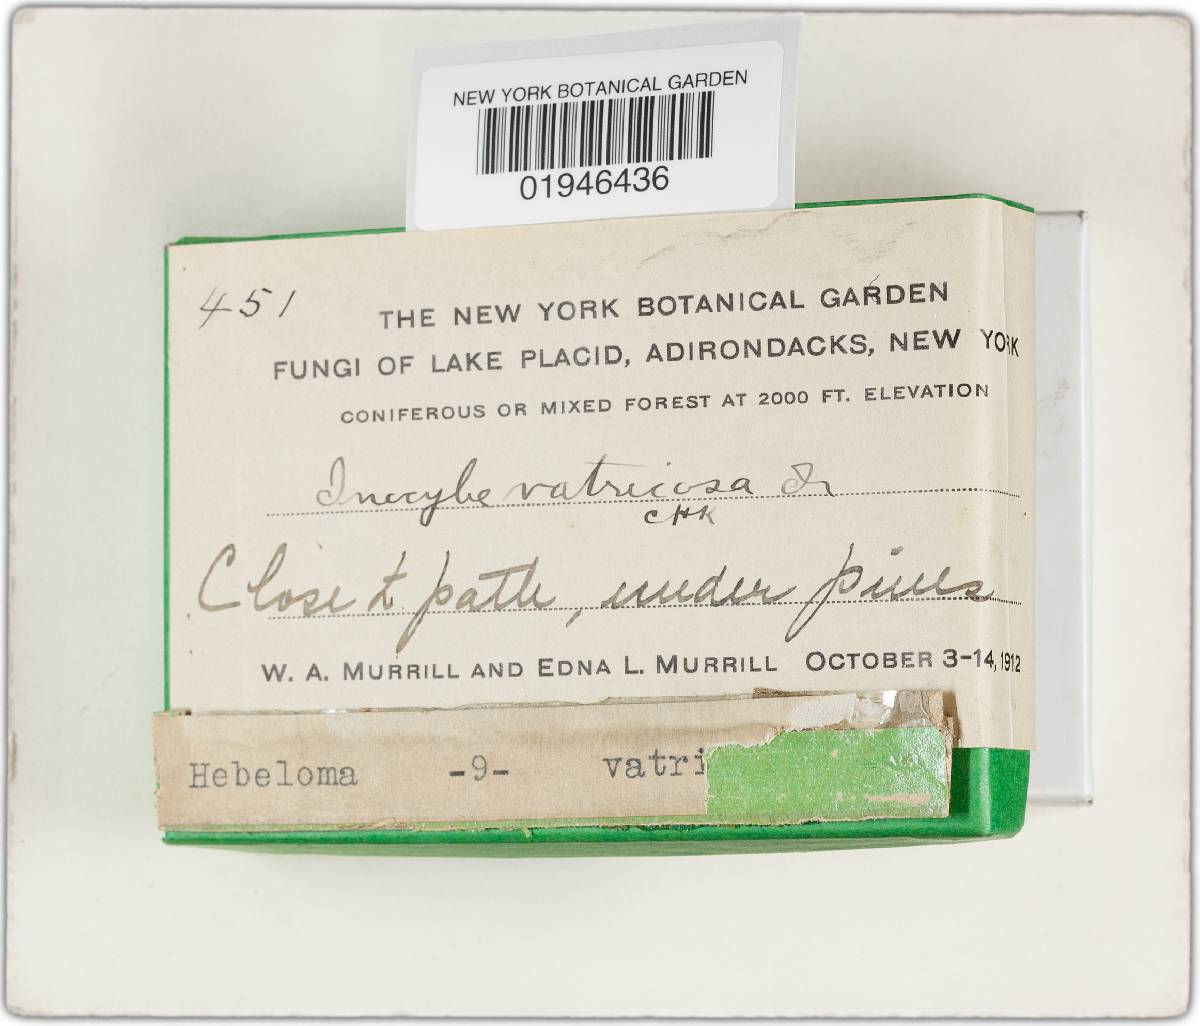 NEW YORK BOTANICAL GARDEN
01946436
451
THE NEW YORK BOTANICAL GARDEN
FUNGI OF LAKE PLACID, ADIRONDACKS, NEW YORK
CONIFEROUS OR MIXED FOREST AT 2000 FT. ELEVATION
Inocybe vatricosa Fr
CHK
Close to path, under pines
W. A. MURRILL AND EDNA L. MURRILL OCTOBER 3-14, 1912
Hebeloma -9- vatri